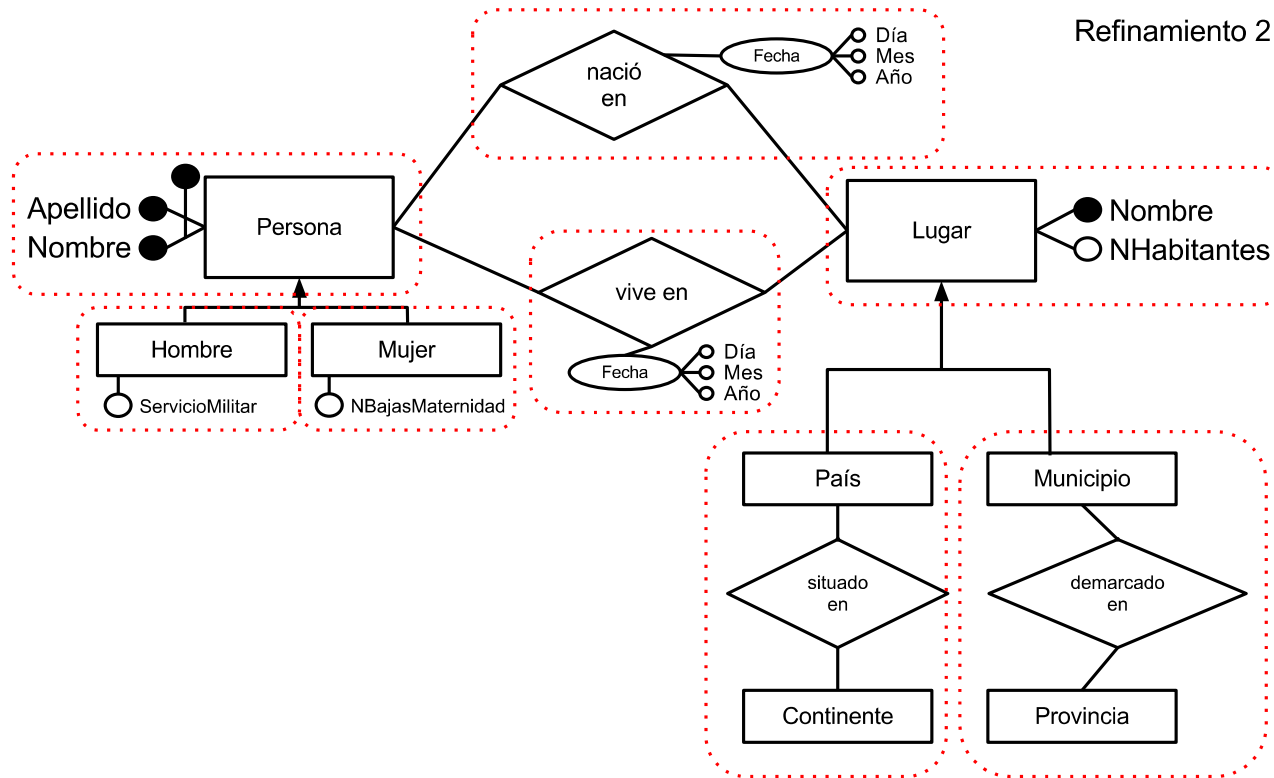 Refinamiento 2
Día
Fecha
Mes
Año
nació
en
Apellido
Nombre
Persona
Lugar
Nombre
NHabitantes
vive en
Hombre
Mujer
Día
Fecha
Mes
Año
ServicioMilitar
NBajasMaternidad
País
Municipio
situado
en
demarcado
en
Continente
Provincia